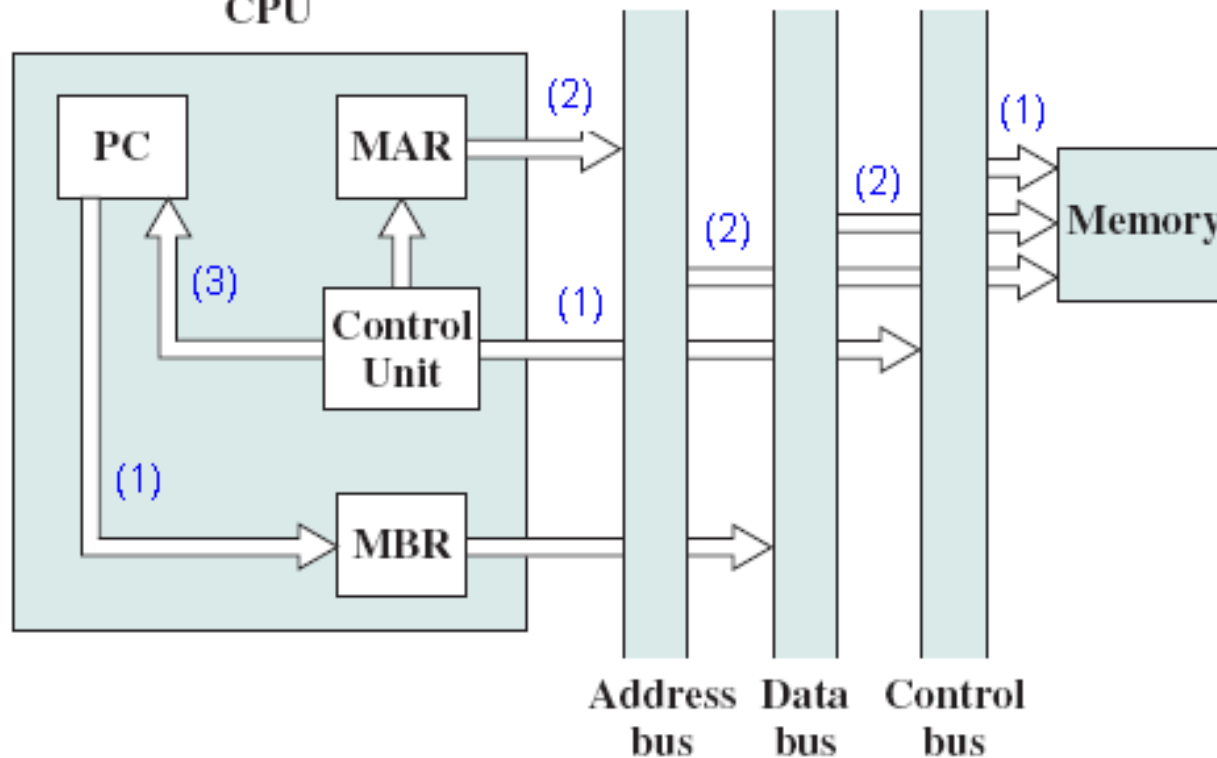 CPU
(2)
(1)
PC
MAR
(2)
(2)
Memory
(3)
(1)
Control
Unit
(1)
MBR
Address
bus
Data
bus
Control
bus